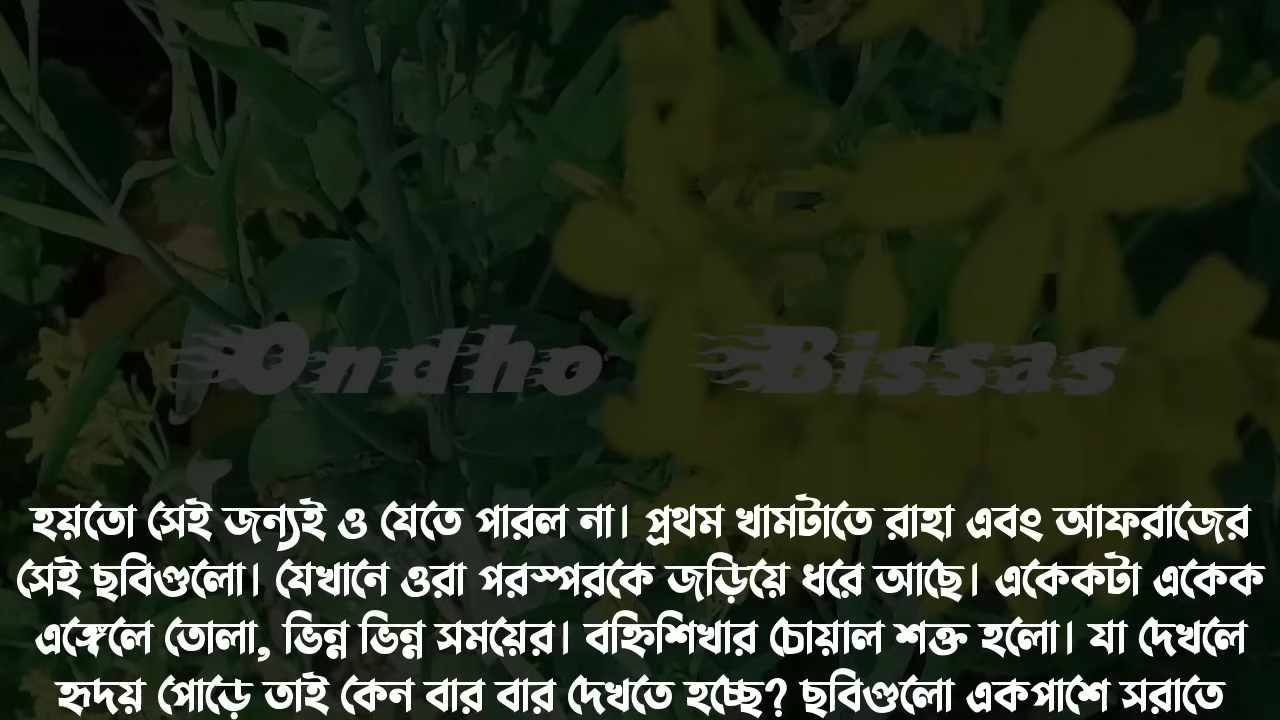 Ondho Bissas
হয়তো সেই জন্যই ও যেতে পারল না। প্রথম খামটাতে রাহা এবং আফরাজের
সেই ছবিগুলো। যেখানে ওরা পরস্পরকে জড়িয়ে ধরে আছে। একেকটা একেক
এঙ্গেলে তোলা, ভিন্ন ভিন্ন সময়ের। বহ্নিশিখার চোয়াল শক্ত হলো। যা দেখলে
হৃদয় পোড়ে তাই কেন বার বার দেখতে হচ্ছে? ছবিগুলো একপাশে সরাতে